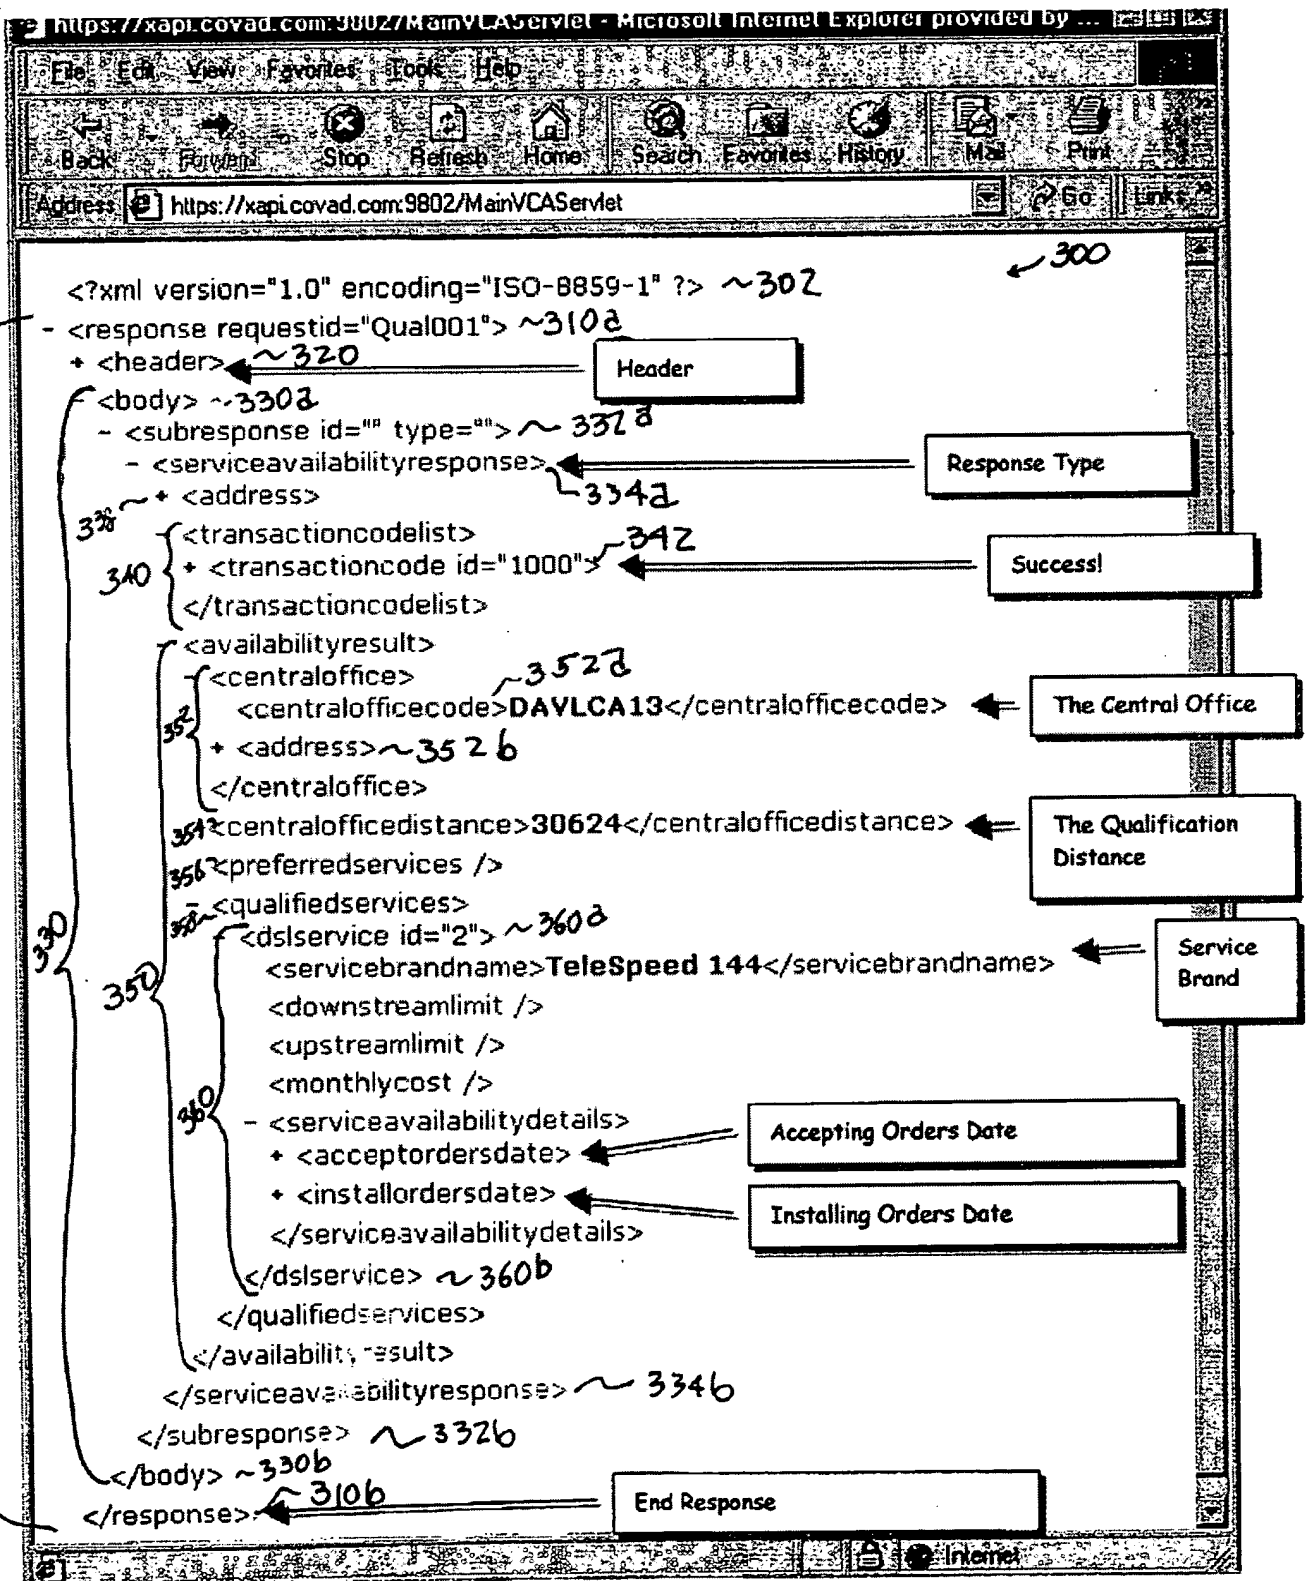 https://xapi.covad.com:9802/MainVCAServlet - Microsoft Internet Explorer provided by ...
File Edit View Favorites Tools Help
Back Forward Stop Refresh Home Search Favorites History Mail Print
Address https://xapi.covad.com:9802/MainVCAServlet Go Links »
300
<?xml version="1.0" encoding="ISO-8859-1" ?> ~302
- <response requestid="Qual001"> ~310a
+ <header> ~320 Header
- <body> ~330a
- <subresponse id="" type=""> ~332a
- <serviceavailabilityresponse> Response Type
334a
338 ~ + <address>
- <transactioncodelist>
342
340 + <transactioncode id="1000"> Success!
</transactioncodelist>
- <availabilityresult>
- <centraloffice>
352a
352 <centralofficecode>DAVLCA13</centralofficecode> The Central Office
+ <address> ~352b
</centraloffice>
354 <centralofficedistance>30624</centralofficedistance> The Qualification
Distance
356 <preferredservices />
358 - <qualifiedservices>
- <dslservice id="2"> ~360a
330 <servicebrandname>TeleSpeed 144</servicebrandname> Service
Brand
350 <downstreamlimit />
<upstreamlimit />
<monthlycost />
360 - <serviceavailabilitydetails>
+ <acceptordersdate> Accepting Orders Date
+ <installordersdate> Installing Orders Date
</serviceavailabilitydetails>
</dslservice> ~360b
</qualifiedservices>
</availabilityresult>
</serviceavailabilityresponse> ~334b
</subresponse> ~332b
</body> ~330b
</response> ~310b End Response
Internet